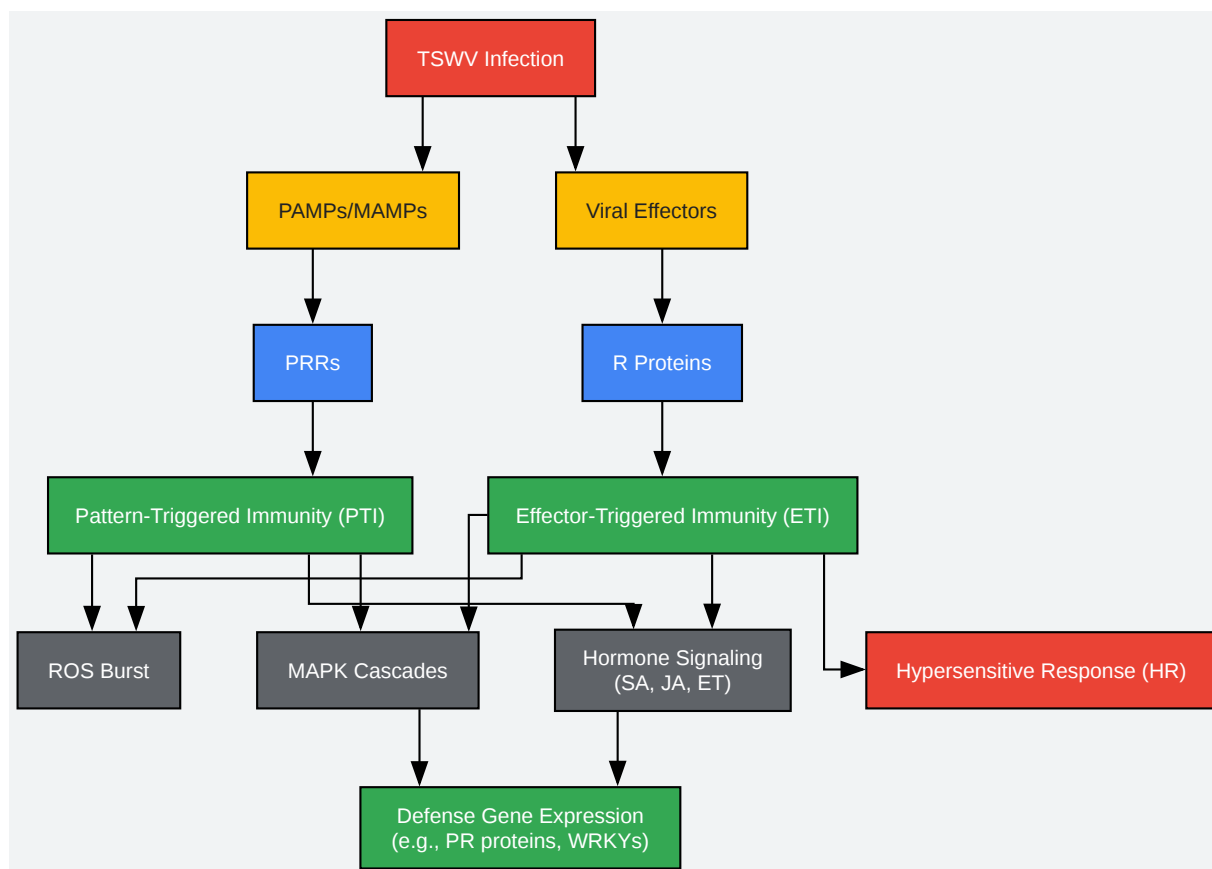 TSWV Infection
PAMPs/MAMPs
Viral Effectors
PRRs
R Proteins
Pattern-Triggered Immunity (PTI)
Effector-Triggered Immunity (ETI)
ROS Burst
MAPK Cascades
Hormone Signaling
(SA, JA, ET)
Hypersensitive Response (HR)
Defense Gene Expression
(e.g., PR proteins, WRKYs)